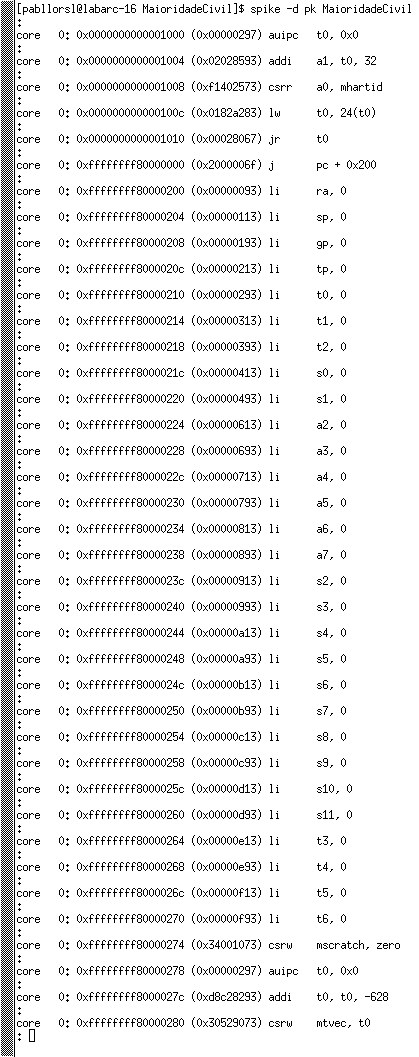 [pabllorsl@labarc-16 MaioridadeCivil]$ spike -d pk MaioridadeCivil
:
core   0: 0x0000000000001000 (0x00000297) auipc   t0, 0x0
:
core   0: 0x0000000000001004 (0x02028593) addi    a1, t0, 32
:
core   0: 0x0000000000001008 (0xf1402573) csrr    a0, mhartid
:
core   0: 0x000000000000100c (0x0182a283) lw      t0, 24(t0)
:
core   0: 0x0000000000001010 (0x00028067) jr      t0
:
core   0: 0xffffffff80000000 (0x2000006f) j       pc + 0x200
:
core   0: 0xffffffff80000200 (0x00000093) li      ra, 0
:
core   0: 0xffffffff80000204 (0x00000113) li      sp, 0
:
core   0: 0xffffffff80000208 (0x00000193) li      gp, 0
:
core   0: 0xffffffff8000020c (0x00000213) li      tp, 0
:
core   0: 0xffffffff80000210 (0x00000293) li      t0, 0
:
core   0: 0xffffffff80000214 (0x00000313) li      t1, 0
:
core   0: 0xffffffff80000218 (0x00000393) li      t2, 0
:
core   0: 0xffffffff8000021c (0x00000413) li      s0, 0
:
core   0: 0xffffffff80000220 (0x00000493) li      s1, 0
:
core   0: 0xffffffff80000224 (0x00000613) li      a2, 0
:
core   0: 0xffffffff80000228 (0x00000693) li      a3, 0
:
core   0: 0xffffffff8000022c (0x00000713) li      a4, 0
:
core   0: 0xffffffff80000230 (0x00000793) li      a5, 0
:
core   0: 0xffffffff80000234 (0x00000813) li      a6, 0
:
core   0: 0xffffffff80000238 (0x00000893) li      a7, 0
:
core   0: 0xffffffff8000023c (0x00000913) li      s2, 0
:
core   0: 0xffffffff80000240 (0x00000993) li      s3, 0
:
core   0: 0xffffffff80000244 (0x00000a13) li      s4, 0
:
core   0: 0xffffffff80000248 (0x00000a93) li      s5, 0
:
core   0: 0xffffffff8000024c (0x00000b13) li      s6, 0
:
core   0: 0xffffffff80000250 (0x00000b93) li      s7, 0
:
core   0: 0xffffffff80000254 (0x00000c13) li      s8, 0
:
core   0: 0xffffffff80000258 (0x00000c93) li      s9, 0
:
core   0: 0xffffffff8000025c (0x00000d13) li      s10, 0
:
core   0: 0xffffffff80000260 (0x00000d93) li      s11, 0
:
core   0: 0xffffffff80000264 (0x00000e13) li      t3, 0
:
core   0: 0xffffffff80000268 (0x00000e93) li      t4, 0
:
core   0: 0xffffffff8000026c (0x00000f13) li      t5, 0
:
core   0: 0xffffffff80000270 (0x00000f93) li      t6, 0
:
core   0: 0xffffffff80000274 (0x34001073) csrw    mscratch, zero
:
core   0: 0xffffffff80000278 (0x00000297) auipc   t0, 0x0
:
core   0: 0xffffffff8000027c (0xd8c28293) addi    t0, t0, -628
:
core   0: 0xffffffff80000280 (0x30529073) csrw    mtvec, t0
: